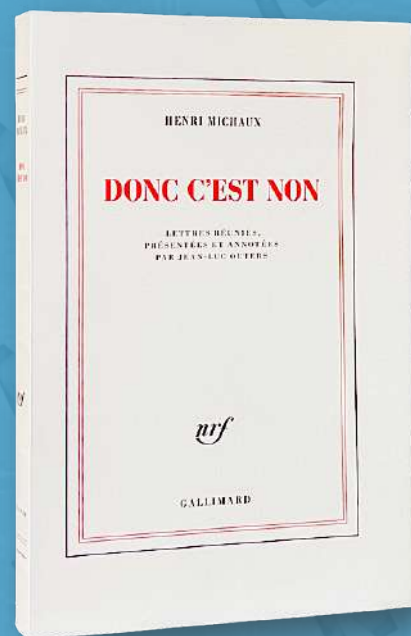 HENRI MICHAUX
DONC C'EST NON
LETTRES RÉUNIES,
PRÉSENTÉES ET ANNOTÉES
PAR JEAN-LUC OUTERS
nrf
GALLIMARD